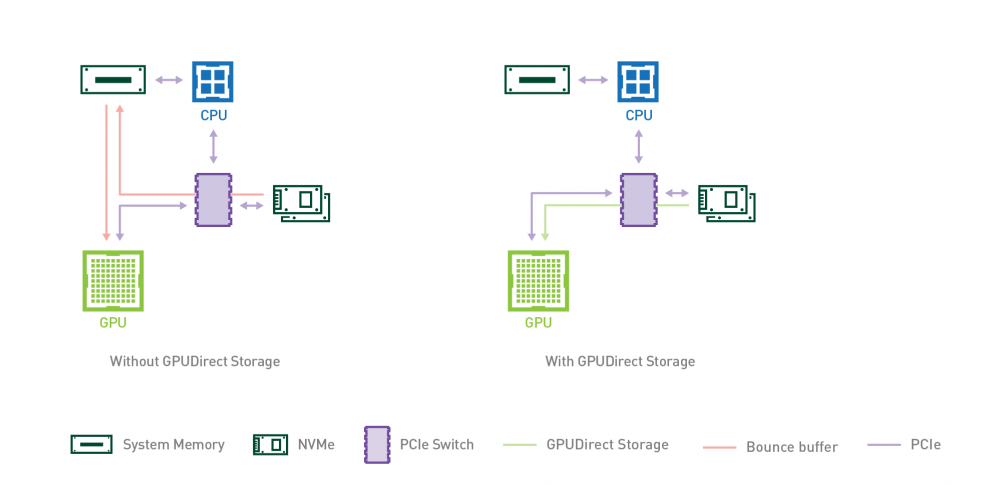 CPU
CPU
GPU
GPU
Without GPUDirect Storage
With GPUDirect Storage
System Memory
NVMe
PCIe Switch
GPUDirect Storage
Bounce buffer
PCIe